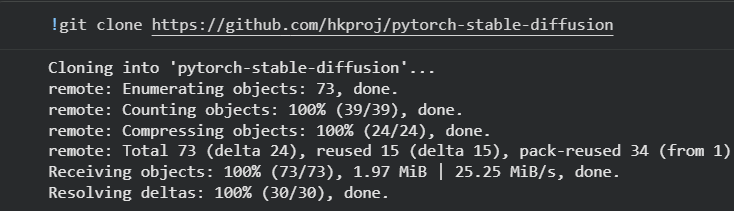 !git clone https://github.com/hkproj/pytorch-stable-diffusion
Cloning into 'pytorch-stable-diffusion'...
remote: Enumerating objects: 73, done.
remote: Counting objects: 100% (39/39), done.
remote: Compressing objects: 100% (24/24), done.
remote: Total 73 (delta 24), reused 15 (delta 15), pack-reused 34 (from 1)
Receiving objects: 100% (73/73), 1.97 MiB | 25.25 MiB/s, done.
Resolving deltas: 100% (30/30), done.